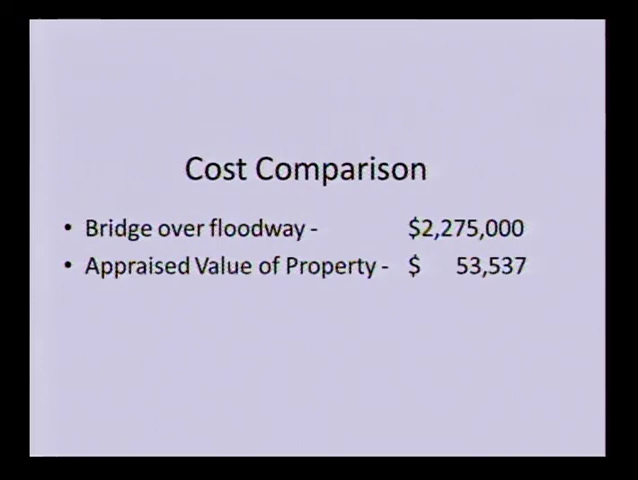 Cost Comparison
• Bridge over floodway - $2,275,000
• Appraised Value of Property - $ 53,537